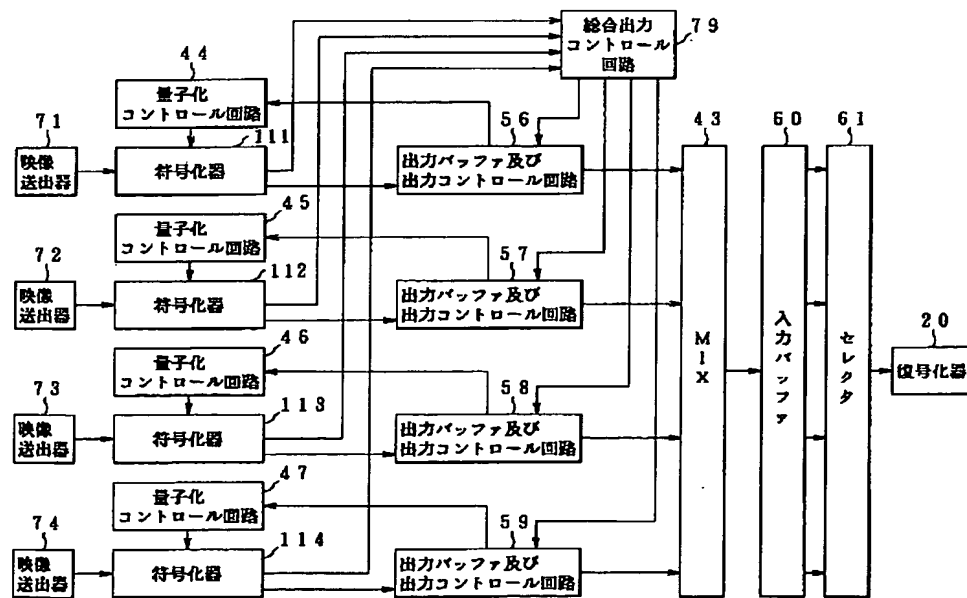 総合出力
コントロール
回路
79
44
量子化
コントロール回路
71
映像
送出器
111
符号化器
56
出力バッファ及び
出力コントロール回路
43
MIX
60
入力バッファ
61
セレクタ
45
量子化
コントロール回路
72
映像
送出器
112
符号化器
57
出力バッファ及び
出力コントロール回路
20
復号化器
46
量子化
コントロール回路
73
映像
送出器
113
符号化器
58
出力バッファ及び
出力コントロール回路
47
量子化
コントロール回路
74
映像
送出器
114
符号化器
59
出力バッファ及び
出力コントロール回路